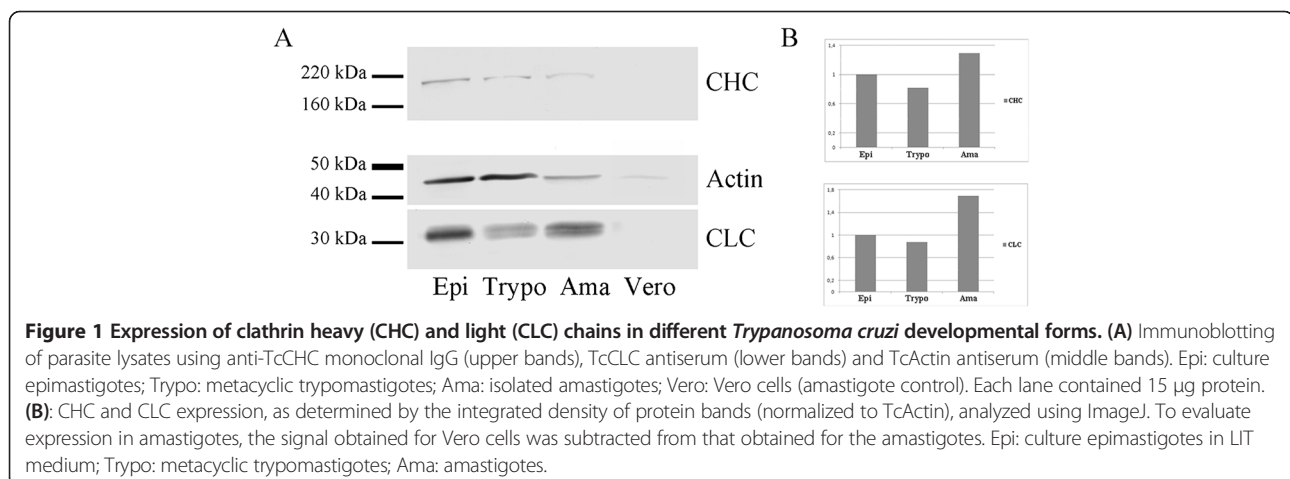 A
220 kDa
160 kDa
CHC
50 kDa
40 kDa
Actin
30 kDa
CLC
Epi Trypo Ama Vero
B
1,4
1
0,6
0,2
Epi Trypo Ama
CHC
1,8
1,4
1
0,6
0,2
Epi Trypo Ama
CLC
Figure 1 Expression of clathrin heavy (CHC) and light (CLC) chains in different Trypanosoma cruzi developmental forms. (A) Immunoblotting
of parasite lysates using anti-TcCHC monoclonal IgG (upper bands), TcCLC antiserum (lower bands) and TcActin antiserum (middle bands). Epi: culture
epimastigotes; Trypo: metacyclic trypomastigotes; Ama: isolated amastigotes; Vero: Vero cells (amastigote control). Each lane contained 15 μg protein.
(B): CHC and CLC expression, as determined by the integrated density of protein bands (normalized to TcActin), analyzed using ImageJ. To evaluate
expression in amastigotes, the signal obtained for Vero cells was subtracted from that obtained for the amastigotes. Epi: culture epimastigotes in LIT
medium; Trypo: metacyclic trypomastigotes; Ama: amastigotes.